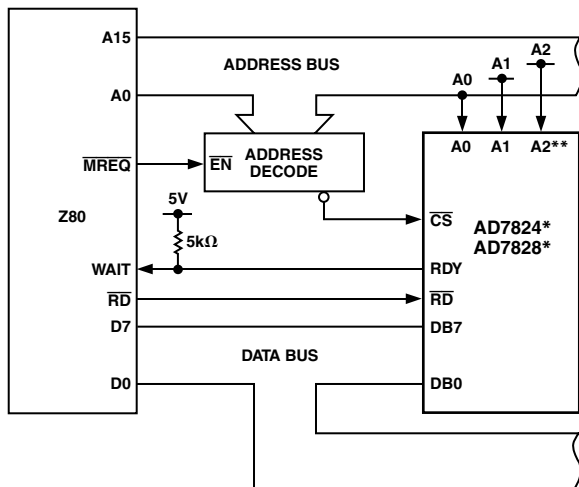 A15
ADDRESS BUS
A0
A0
A1
A2
A0
A1
A2**
MREQ
EN
ADDRESS
DECODE
Z80
5V
5kΩ
CS
AD7824*
AD7828*
WAIT
RDY
RD
RD
D7
DB7
DATA BUS
D0
DB0